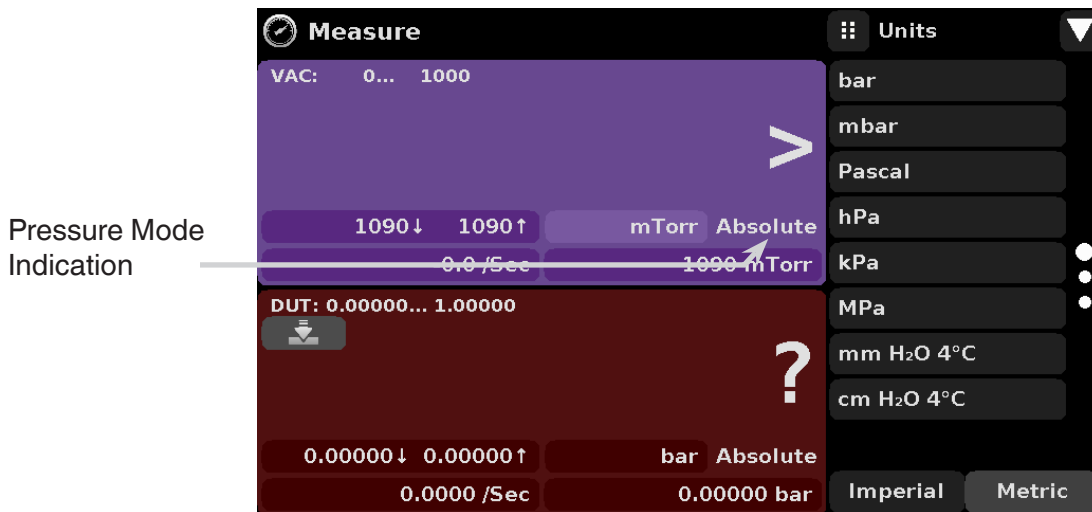 Measure
VAC: 0... 1000
>
1090↓ 1090↑ mTorr Absolute
0.0 /Sec 1090 mTorr
DUT: 0.00000... 1.00000
?
0.00000↓ 0.00000↑ bar Absolute
0.0000 /Sec 0.00000 bar
Units
bar
mbar
Pascal
hPa
kPa
MPa
mm H₂O 4°C
cm H₂O 4°C
Imperial Metric
Pressure Mode
Indication